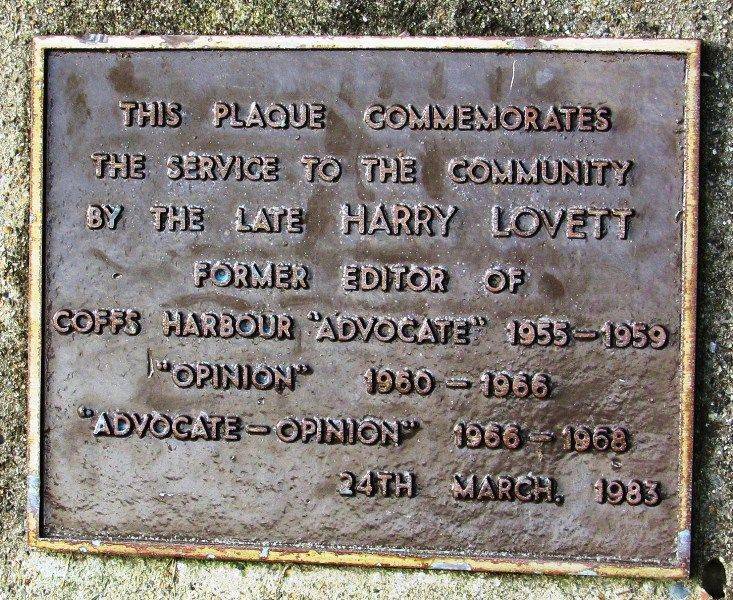 THIS PLAQUE COMMEMORATES
THE SERVICE TO THE COMMUNITY
BY THE LATE HARRY LOVETT
FORMER EDITOR OF
COFFS HARBOUR "ADVOCATE" 1955-1959
"OPINION" 1960-1966
"ADVOCATE-OPINION" 1966-1968
24TH MARCH, 1983